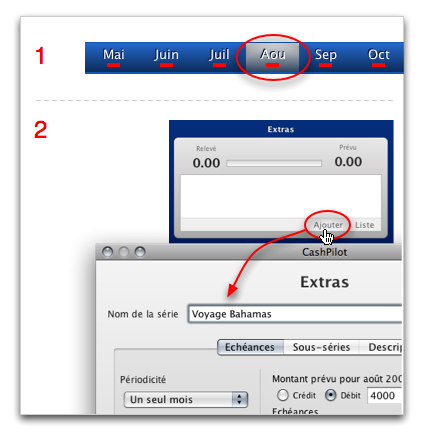 1
Mai Juin Juil Aou Sep Oct
2
Extras
Relevé Prévu
0.00 0.00
Ajouter Liste
CashPilot
Extras
Nom de la série Voyage Bahamas
Echéances Sous-séries Descrip
Périodicité Montant prévu pour août 200
Un seul mois Crédit Débit 4000
Echéances